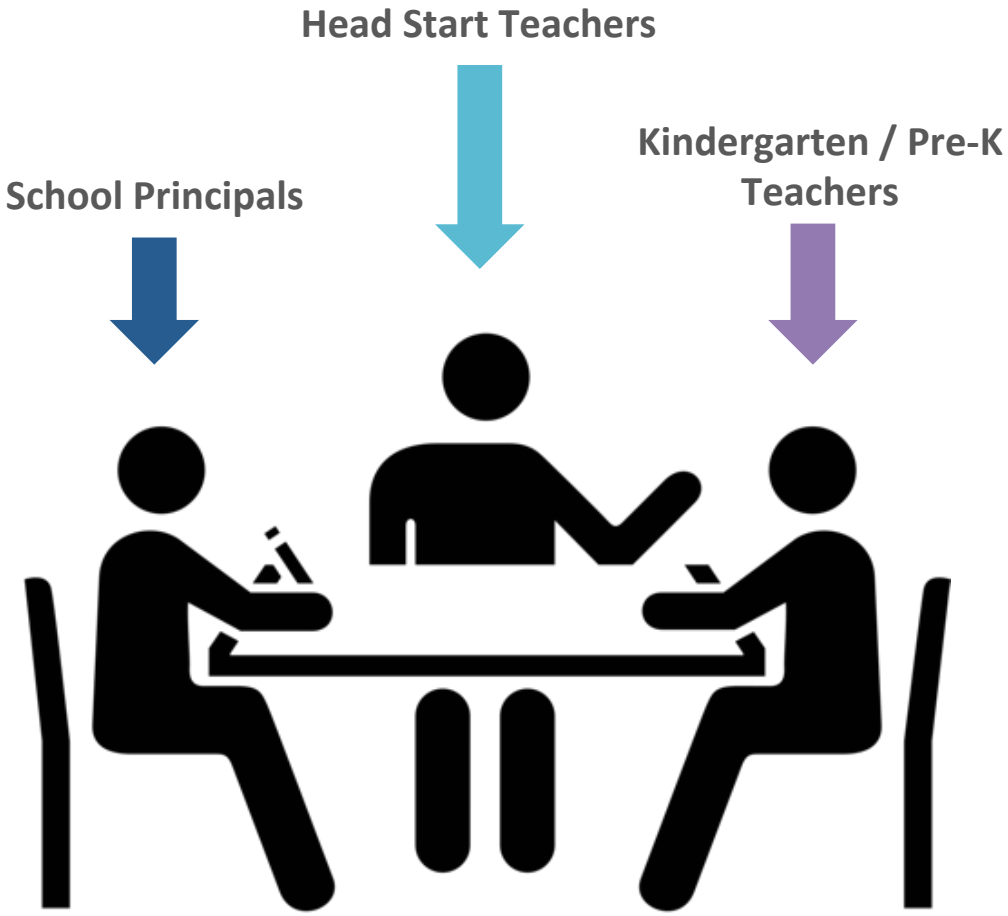 Head Start Teachers
School Principals
Kindergarten / Pre-K
Teachers